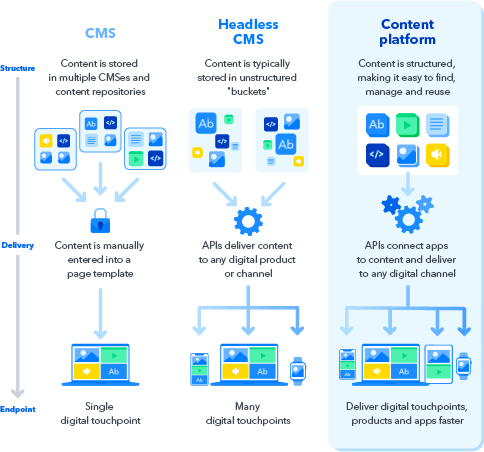 CMS
Headless
CMS
Content
platform
Structure
Content is stored
in multiple CMSes and
content repositories
Content is typically
stored in unstructured
"buckets"
Content is structured,
making it easy to find,
manage and reuse
Ab
</>
Ab
</>
</>
Ab
</>
</>
Ab
Ab
</>
Delivery
Content is manually
entered into a
page template
APIs deliver content
to any digital product
or channel
APIs connect apps
to content and deliver
to any digital channel
Ab
Ab
Ab
Ab
Ab
Endpoint
Single
digital touchpoint
Many
digital touchpoints
Deliver digital touchpoints,
products and apps faster